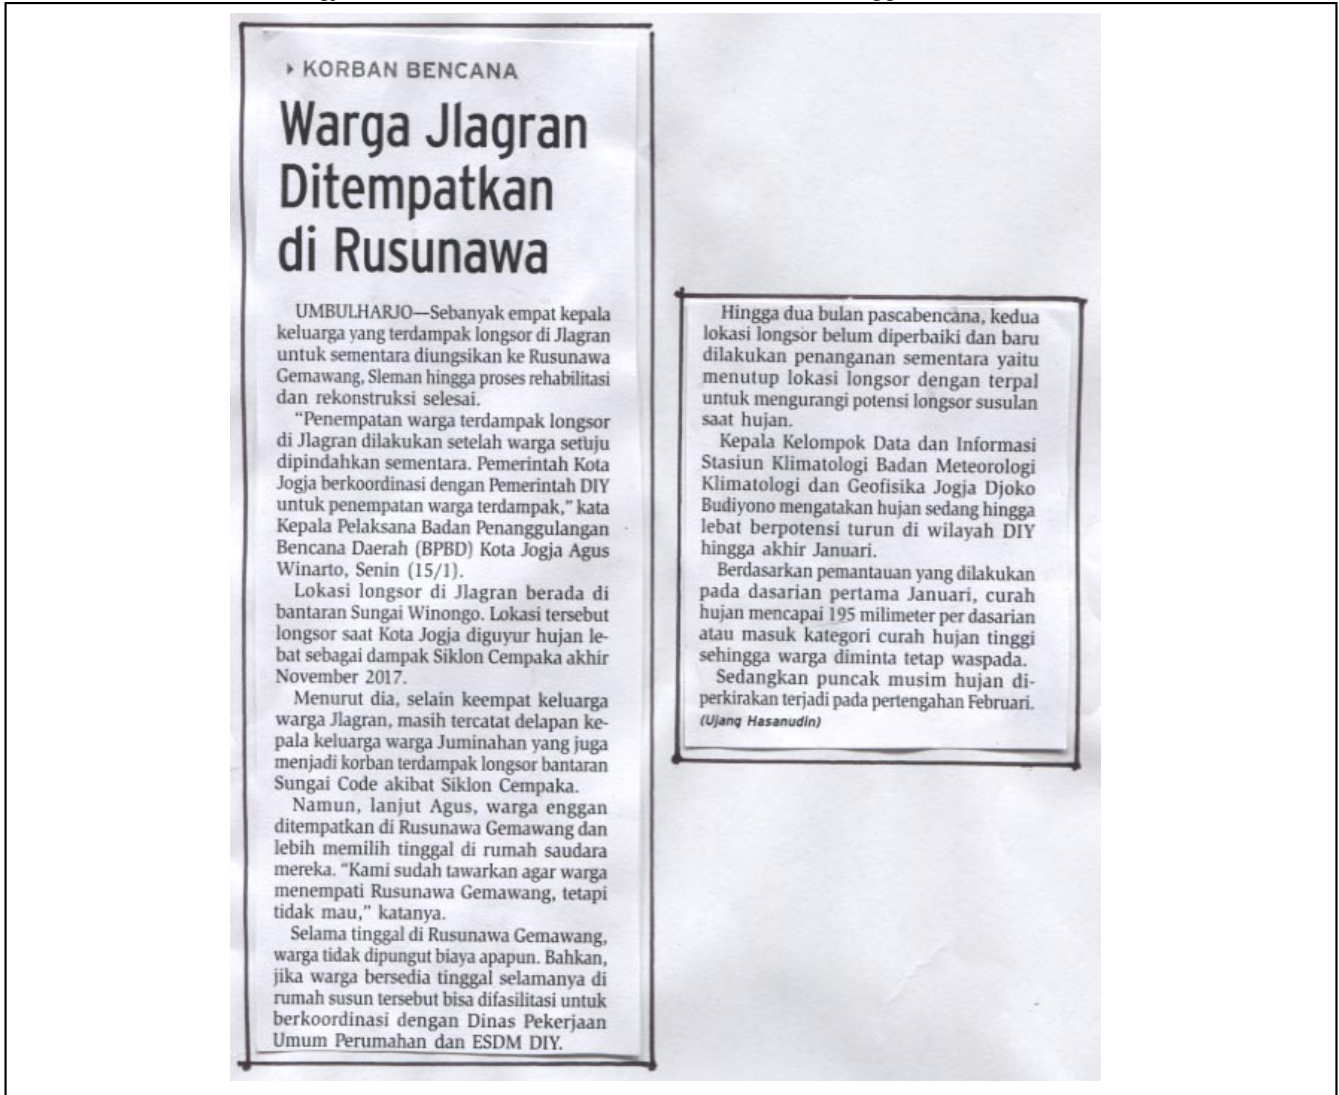 KORBAN BENCANA
Warga Jlagran
Ditempatkan
di Rusunawa
UMBULHARJO—Sebanyak empat kepala
keluarga yang terdampak longsor di Jlagran
untuk sementara diungsikan ke Rusunawa
Gemawang, Sleman hingga proses rehabilitasi
dan rekonstruksi selesai.
“Penempatan warga terdampak longsor
di Jlagran dilakukan setelah warga setuju
dipindahkan sementara. Pemerintah Kota
Jogja berkoordinasi dengan Pemerintah DIY
untuk penempatan warga terdampak,” kata
Kepala Pelaksana Badan Penanggulangan
Bencana Daerah (BPBD) Kota Jogja Agus
Winarto, Senin (15/1).
Lokasi longsor di Jlagran berada di
bantaran Sungai Winongo. Lokasi tersebut
longsor saat Kota Jogja diguyur hujan le-
bat sebagai dampak Siklon Cempaka akhir
November 2017.
Menurut dia, selain keempat keluarga
warga Jlagran, masih tercatat delapan ke-
pala keluarga warga Juminahan yang juga
menjadi korban terdampak longsor bantaran
Sungai Code akibat Siklon Cempaka.
Namun, lanjut Agus, warga enggan
ditempatkan di Rusunawa Gemawang dan
lebih memilih tinggal di rumah saudara
mereka. “Kami sudah tawarkan agar warga
menempati Rusunawa Gemawang, tetapi
tidak mau,” katanya.
Selama tinggal di Rusunawa Gemawang,
warga tidak dipungut biaya apapun. Bahkan,
jika warga bersedia tinggal selamanya di
rumah susun tersebut bisa difasilitasi untuk
berkoordinasi dengan Dinas Pekerjaan
Umum Perumahan dan ESDM DIY.
Hingga dua bulan pascabencana, kedua
lokasi longsor belum diperbaiki dan baru
dilakukan penanganan sementara yaitu
menutup lokasi longsor dengan terpal
untuk mengurangi potensi longsor susulan
saat hujan.
Kepala Kelompok Data dan Informasi
Stasiun Klimatologi Badan Meteorologi
Klimatologi dan Geofisika Jogja Djoko
Budiyono mengatakan hujan sedang hingga
lebat berpotensi turun di wilayah DIY
hingga akhir Januari.
Berdasarkan pemantauan yang dilakukan
pada dasarian pertama Januari, curah
hujan mencapai 195 milimeter per dasarian
atau masuk kategori curah hujan tinggi
sehingga warga diminta tetap waspada.
Sedangkan puncak musim hujan di-
perkirakan terjadi pada pertengahan Februari.
(Ujang Hasanudin)